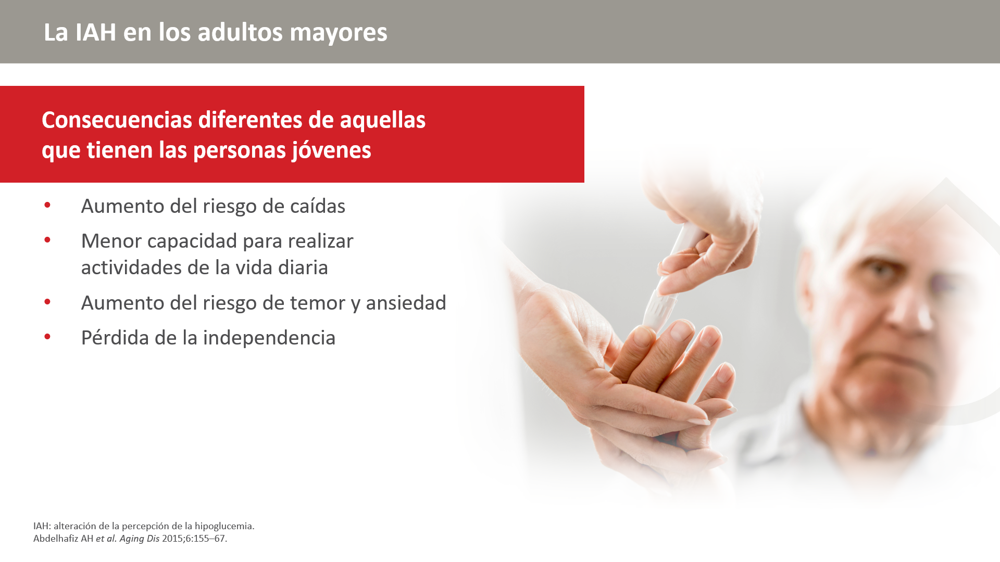 La IAH en los adultos mayores
Consecuencias diferentes de aquellas
que tienen las personas jóvenes
• Aumento del riesgo de caídas
• Menor capacidad para realizar
actividades de la vida diaria
• Aumento del riesgo de temor y ansiedad
• Pérdida de la independencia
IAH: alteración de la percepción de la hipoglucemia.
Abdelhafiz AH et al. Aging Dis 2015;6:155–67.